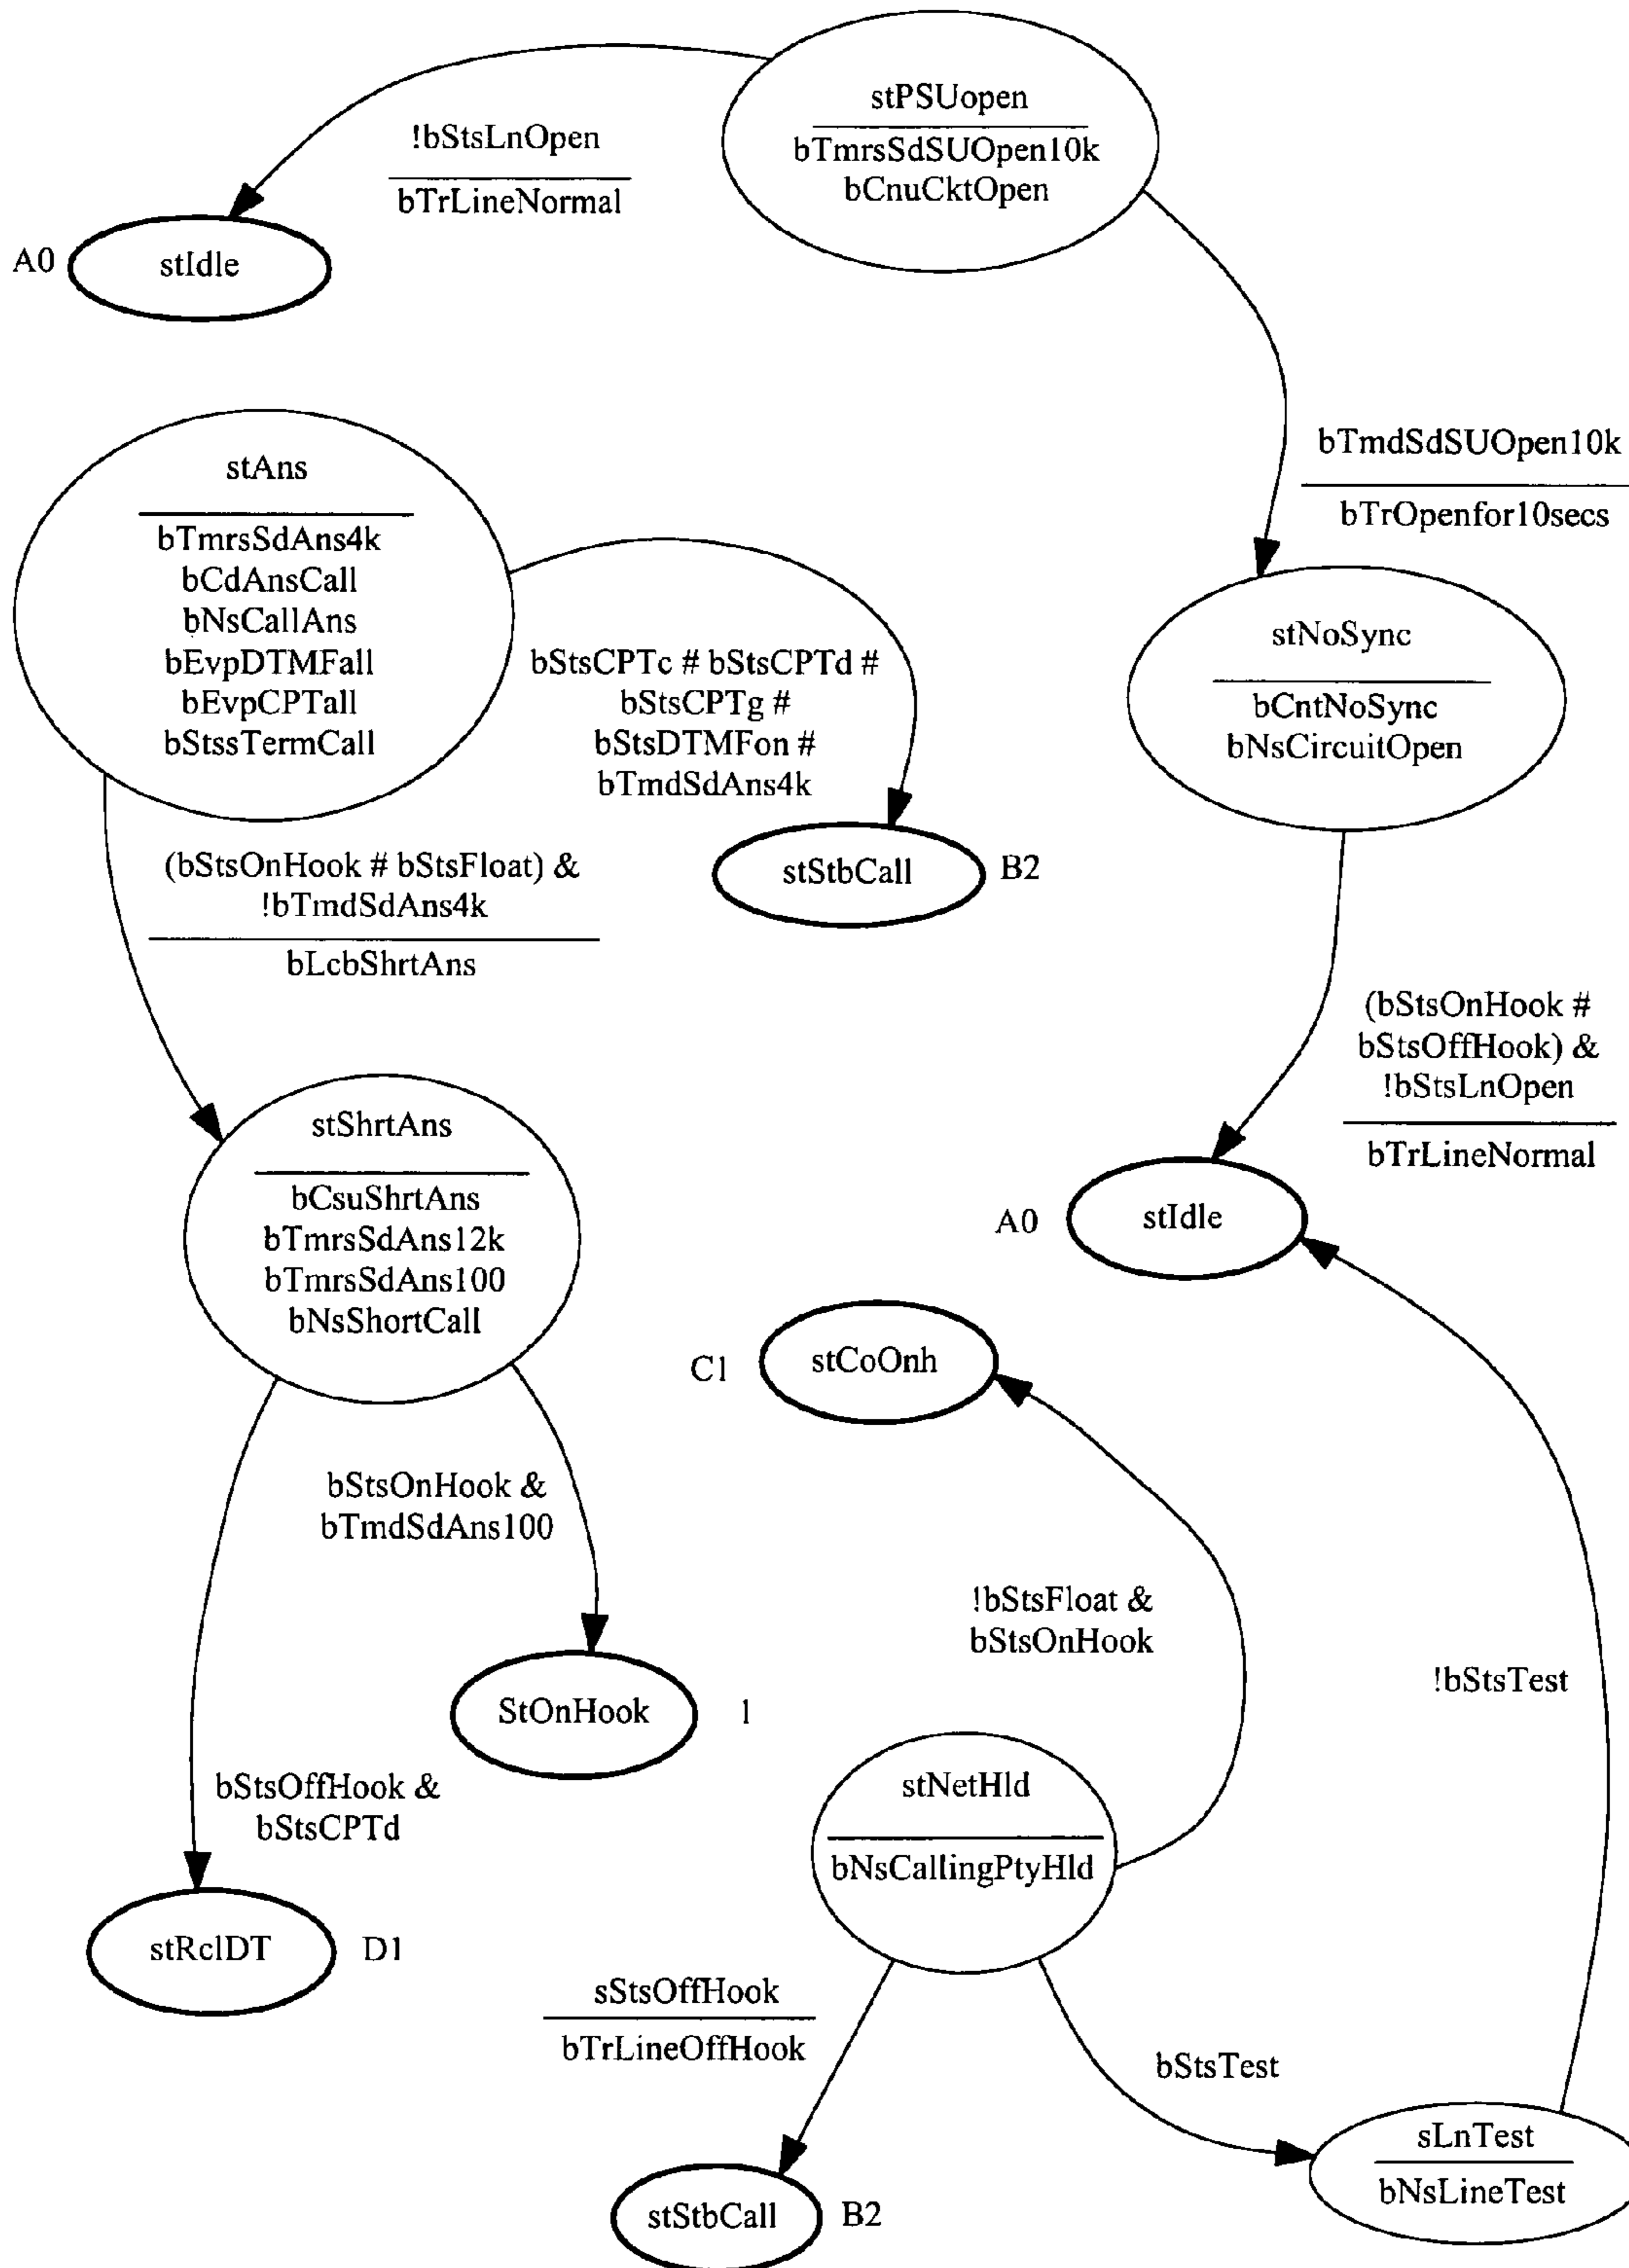 stPSUopen
bTmrsSdSUOpen10k
bCnuCktOpen
!bStsLnOpen
bTrLineNormal
A0
stIdle
bTmdSdSUOpen10k
bTrOpenfor10secs
stAns
bTmrsSdAns4k
bCdAnsCall
bNsCallAns
bEvpDTMFall
bEvpCPTall
bStssTermCall
bStsCPTc # bStsCPTd #
bStsCPTg #
bStsDTMFon #
bTmdSdAns4k
stNoSync
bCntNoSync
bNsCircuitOpen
stStbCall
B2
(bStsOnHook # bStsFloat) &
!bTmdSdAns4k
bLcbShrtAns
(bStsOnHook #
bStsOffHook) &
!bStsLnOpen
bTrLineNormal
stShrtAns
bCsuShrtAns
bTmrsSdAns12k
bTmrsSdAns100
bNsShortCall
A0
stIdle
C1
stCoOnh
bStsOnHook &
bTmdSdAns100
!bStsFloat &
bStsOnHook
!bStsTest
StOnHook
1
bStsOffHook &
bStsCPTd
stNetHld
bNsCallingPtyHld
stRclDT
D1
sStsOffHook
bTrLineOffHook
bStsTest
sLnTest
bNsLineTest
stStbCall
B2